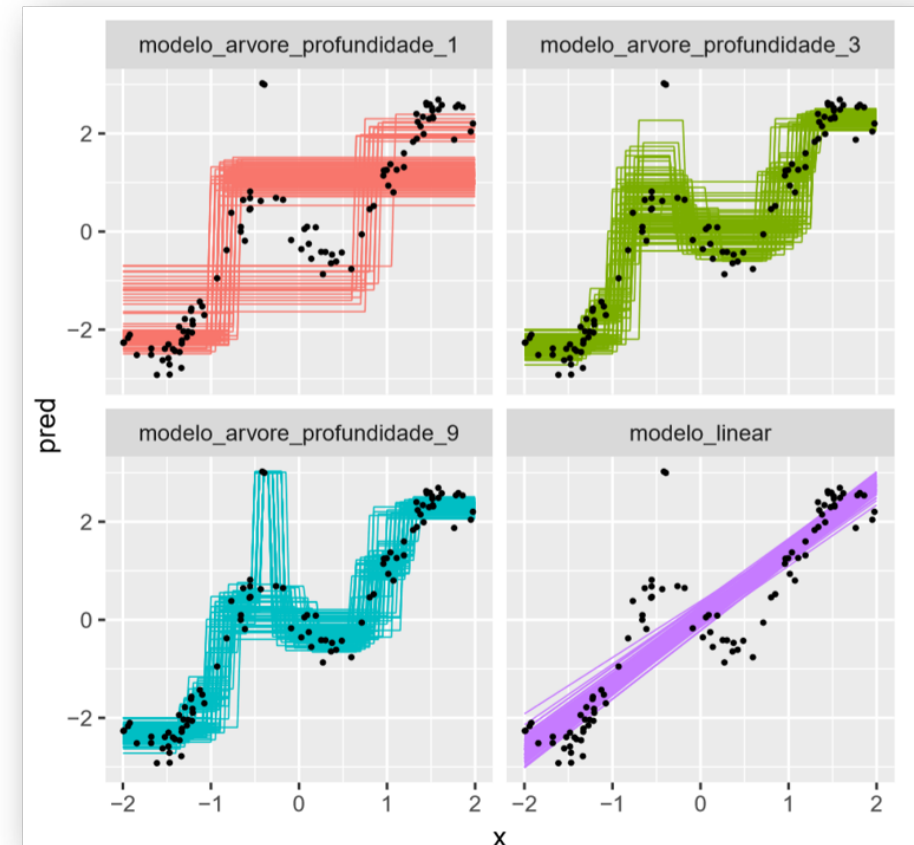 modelo_arvore_profundidade_1
modelo_arvore_profundidade_3
2
0
−2
modelo_arvore_profundidade_9
modelo_linear
2
0
−2
−2 −1 0 1 2
−2 −1 0 1 2
pred
x